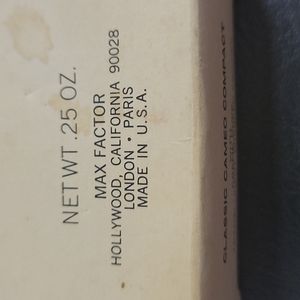 NET WT. .25 OZ.
MAX FACTOR
HOLLYWOOD, CALIFORNIA 90028
LONDON • PARIS
MADE IN U.S.A.
CLASSIC CAMEO COMPACT